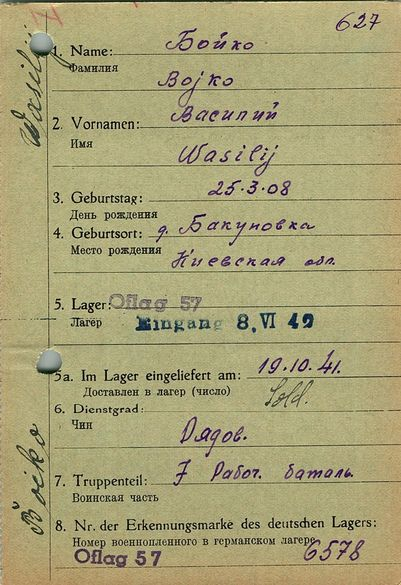 627
1. Name: Бойко
Фамилия
Bojko
2. Vornamen: Василий
Имя
Wasilij
3. Geburtstag: 25·3·08
День рождения
4. Geburtsort: д. Бакуновка
Место рождения Киевская обл.
5. Lager: Oflag 57
Лагер Eingang 8. VI 42
5a. Im Lager eingeliefert am: 19.10.41.
Доставлен в лагер (число) Sold.
6. Dienstgrad:
Чин Рядов.
7. Truppenteil: 7 Рабоч. баталь.
Воинская часть
8. Nr. der Erkennungsmarke des deutschen Lagers:
Номер военнопленного в германском лагере 6578
Oflag 57
Wasilij
Boiko